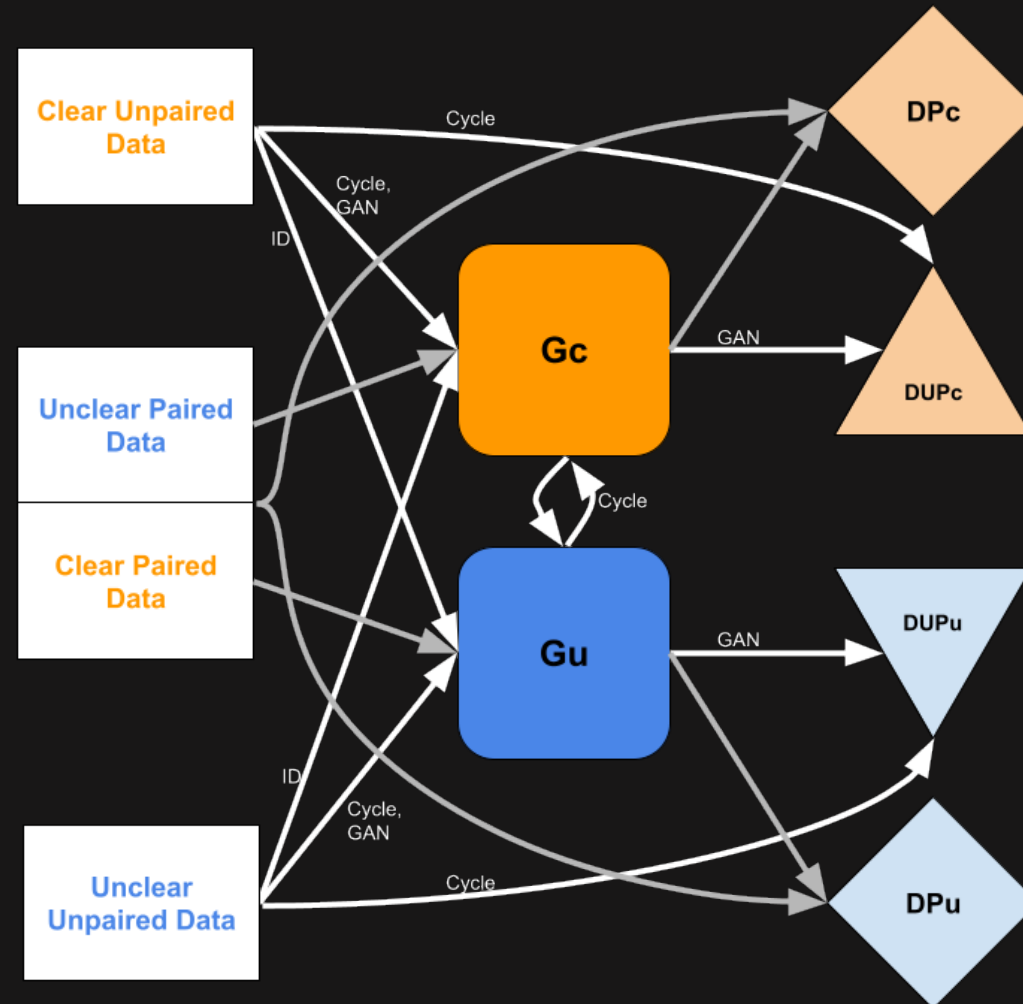 Clear Unpaired
Data
Cycle
DPc
Cycle,
GAN
ID
Gc
GAN
DUPc
Unclear Paired
Data
Cycle
Clear Paired
Data
Gu
GAN
DUPu
ID
Cycle,
GAN
Unclear
Unpaired Data
Cycle
DPu